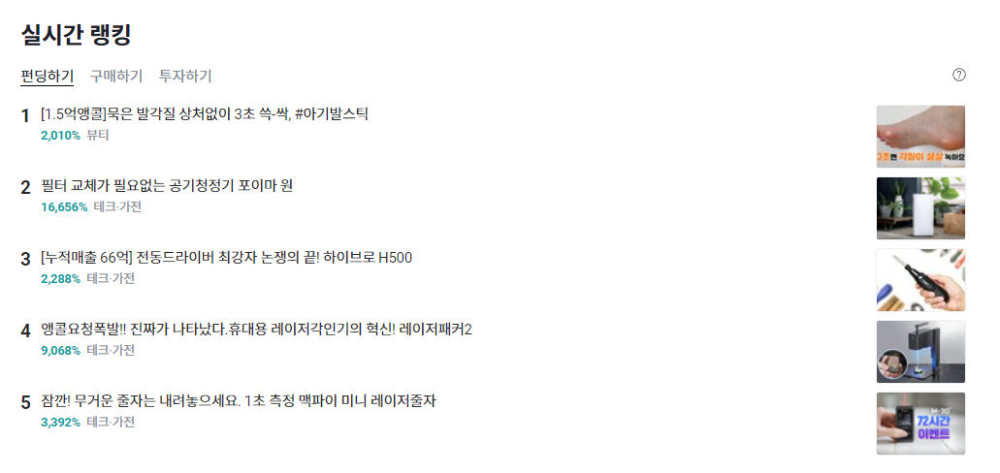 실시간 랭킹
펀딩하기 구매하기 투자하기 ?
1 [1.5억앵콜]묵은 발각질 상처없이 3초 쓱-싹, #아기발스틱
2,010% 뷰티
3초면 각질이 살살 녹아요
2 필터 교체가 필요없는 공기청정기 포이마 원
16,656% 테크·가전
3 [누적매출 66억] 전동드라이버 최강자 논쟁의 끝! 하이브로 H500
2,288% 테크·가전
4 앵콜요청폭발!! 진짜가 나타났다.휴대용 레이저각인기의 혁신! 레이저패커2
9,068% 테크·가전
5 잠깐! 무거운 줄자는 내려놓으세요. 1초 측정 맥파이 미니 레이저줄자
3,392% 테크·가전
M-30
72시간
이벤트